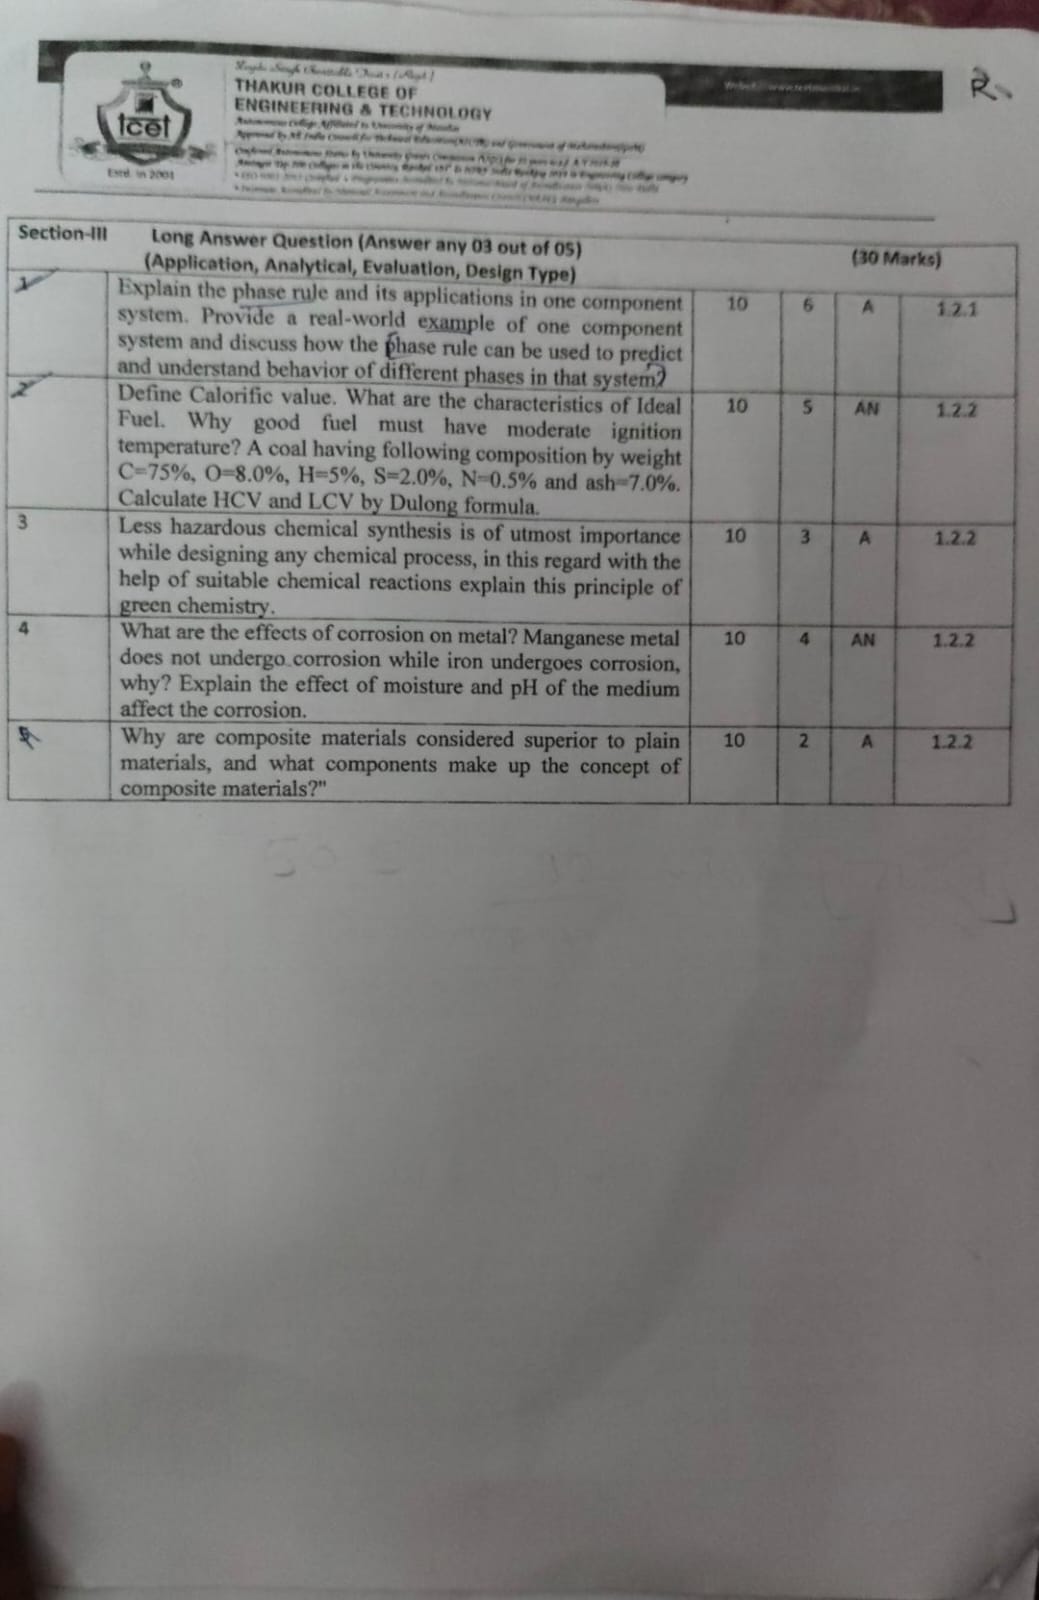 tcet
Estd. in 2001
THAKUR COLLEGE OF
ENGINEERING & TECHNOLOGY
Autonomous College Affiliated to University of Mumbai
R
Section-III Long Answer Question (Answer any 03 out of 05) (30 Marks)
(Application, Analytical, Evaluation, Design Type)
1 Explain the phase rule and its applications in one component 10 6 A 1.2.1
system. Provide a real-world example of one component
system and discuss how the phase rule can be used to predict
and understand behavior of different phases in that system?
2 Define Calorific value. What are the characteristics of Ideal 10 5 AN 1.2.2
Fuel. Why good fuel must have moderate ignition
temperature? A coal having following composition by weight
C=75%, O=8.0%, H=5%, S=2.0%, N=0.5% and ash=7.0%.
Calculate HCV and LCV by Dulong formula.
3 Less hazardous chemical synthesis is of utmost importance 10 3 A 1.2.2
while designing any chemical process, in this regard with the
help of suitable chemical reactions explain this principle of
green chemistry.
4 What are the effects of corrosion on metal? Manganese metal 10 4 AN 1.2.2
does not undergo corrosion while iron undergoes corrosion,
why? Explain the effect of moisture and pH of the medium
affect the corrosion.
Why are composite materials considered superior to plain 10 2 A 1.2.2
materials, and what components make up the concept of
composite materials?"